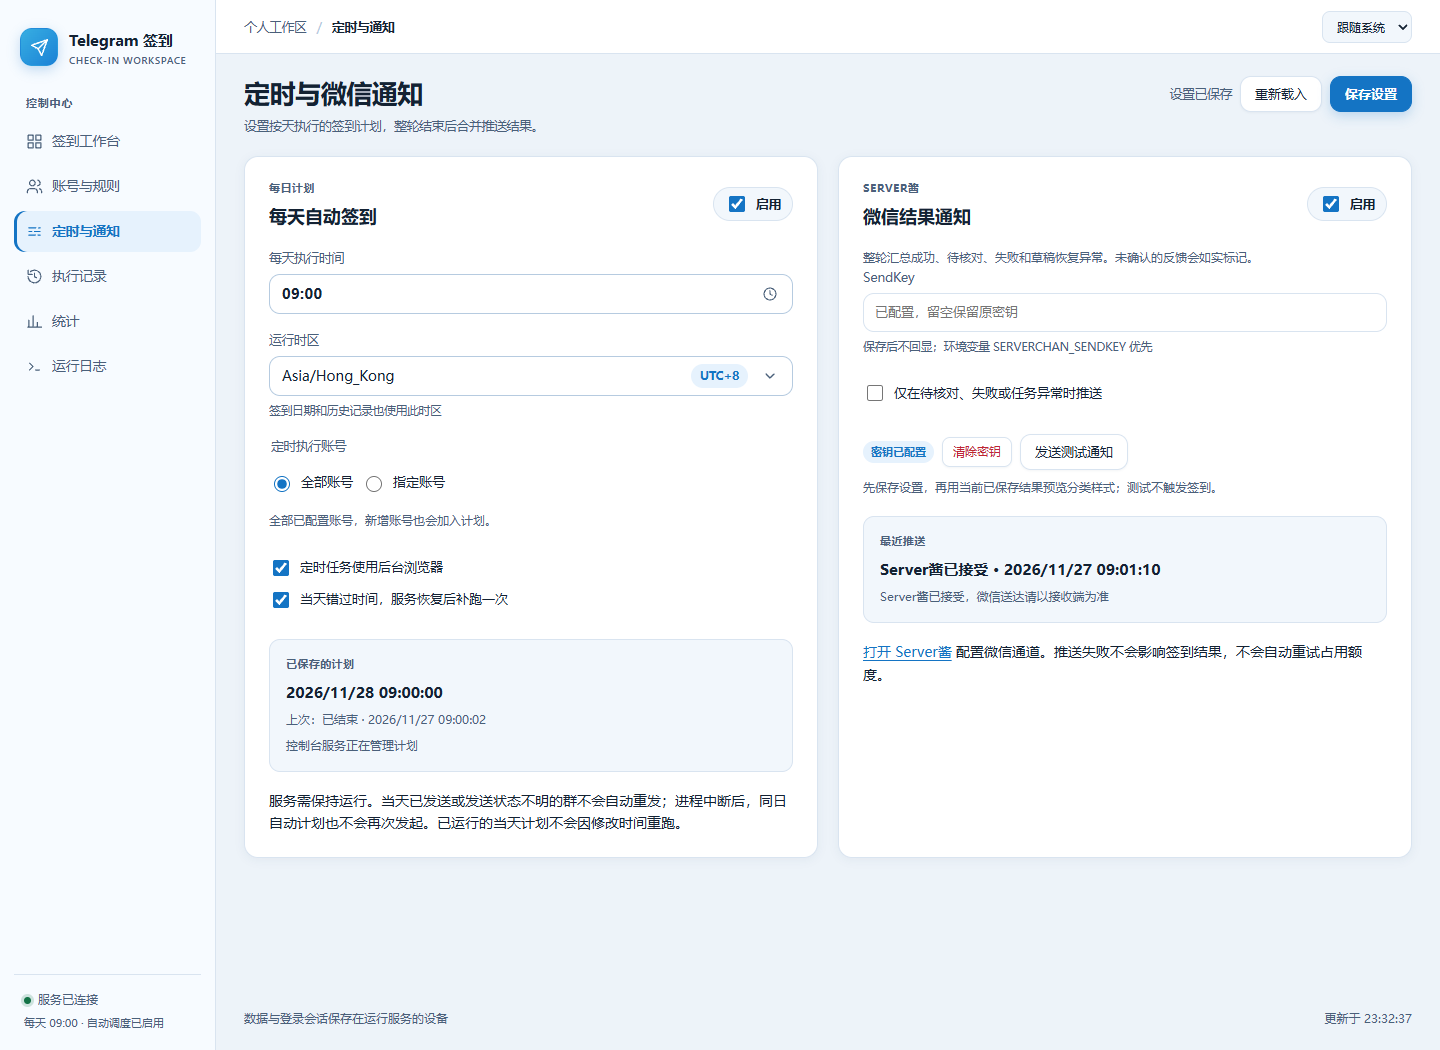 Telegram 签到
CHECK-IN WORKSPACE
控制中心
签到工作台
账号与规则
定时与通知
执行记录
统计
运行日志
服务已连接
每天 09:00 · 自动调度已启用
个人工作区 / 定时与通知
跟随系统
定时与微信通知
设置按天执行的签到计划，整轮结束后合并推送结果。
设置已保存
重新载入
保存设置
每日计划
每天自动签到
启用
每天执行时间
09:00
运行时区
Asia/Hong_Kong
UTC+8
签到日期和历史记录也使用此时区
定时执行账号
全部账号
指定账号
全部已配置账号，新增账号也会加入计划。
定时任务使用后台浏览器
当天错过时间，服务恢复后补跑一次
已保存的计划
2026/11/28 09:00:00
上次：已结束 · 2026/11/27 09:00:02
控制台服务正在管理计划
服务需保持运行。当天已发送或发送状态不明的群不会自动重发；进程中断后，同日
自动计划也不会再次发起。已运行的当天计划不会因修改时间重跑。
SERVER酱
微信结果通知
启用
整轮汇总成功、待核对、失败和草稿恢复异常。未确认的反馈会如实标记。
SendKey
已配置，留空保留原密钥
保存后不回显；环境变量 SERVERCHAN_SENDKEY 优先
仅在待核对、失败或任务异常时推送
密钥已配置
清除密钥
发送测试通知
先保存设置，再用当前已保存结果预览分类样式；测试不触发签到。
最近推送
Server酱已接受 • 2026/11/27 09:01:10
Server酱已接受，微信送达请以接收端为准
打开 Server酱 配置微信通道。推送失败不会影响签到结果，不会自动重试占用额
度。
数据与登录会话保存在运行服务的设备
更新于 23:32:37